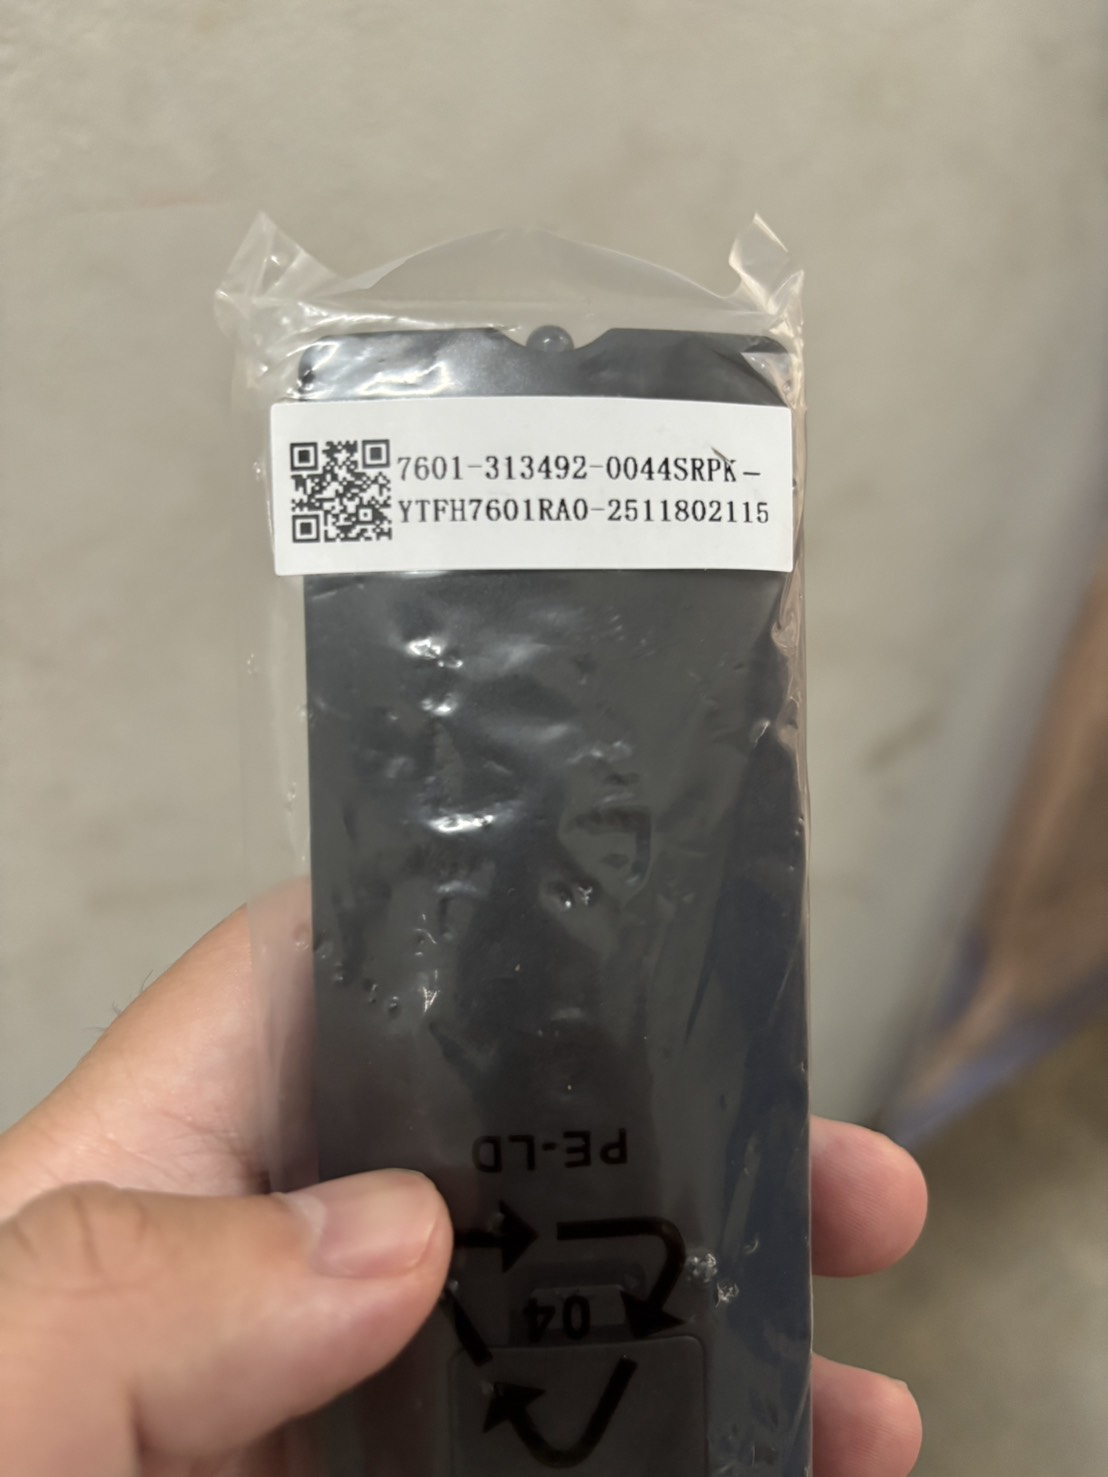 7601-313492-0044SRPK-
YTFH7601RA0-2511802115
PE-LD
04